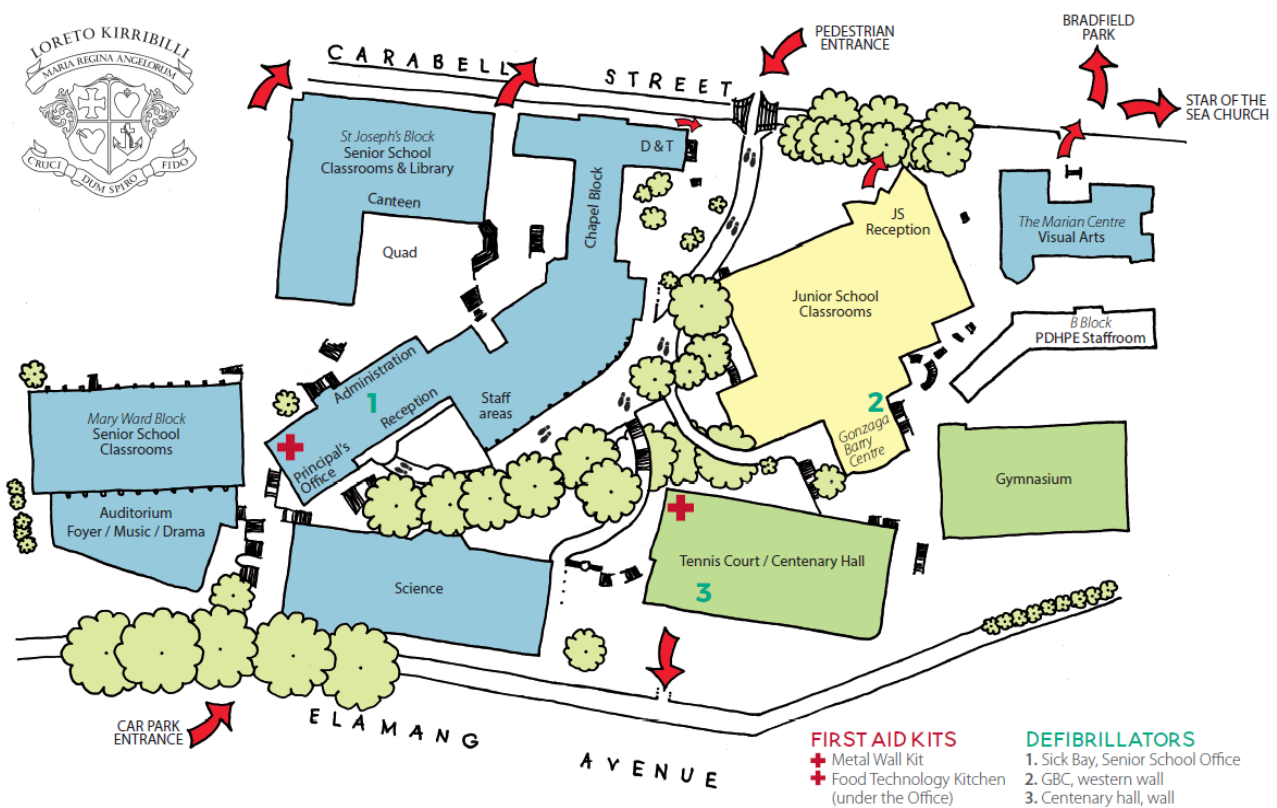 LORETO KIRRIBILLI
MARIA REGINA ANGELORUM
CRUCI
DUM SPIRO
FIDO
CARABELL STREET
PEDESTRIAN
ENTRANCE
BRADFIELD
PARK
STAR OF THE
SEA CHURCH
St Joseph's Block
Senior School
Classrooms & Library
Canteen
Quad
D & T
Chapel Block
JS
Reception
The Marian Centre
Visual Arts
Junior School
Classrooms
B Block
PDHPE Staffroom
Administration
1
Reception
Staff
areas
Principal's
Office
2
Gonzaga
Barry
Centre
Mary Ward Block
Senior School
Classrooms
Auditorium
Foyer / Music / Drama
Gymnasium
Science
Tennis Court / Centenary Hall
3
CAR PARK
ENTRANCE
ELAMANG AVENUE
FIRST AID KITS
Metal Wall Kit
Food Technology Kitchen
(under the Office)
DEFIBRILLATORS
1. Sick Bay, Senior School Office
2. GBC, western wall
3. Centenary hall, wall